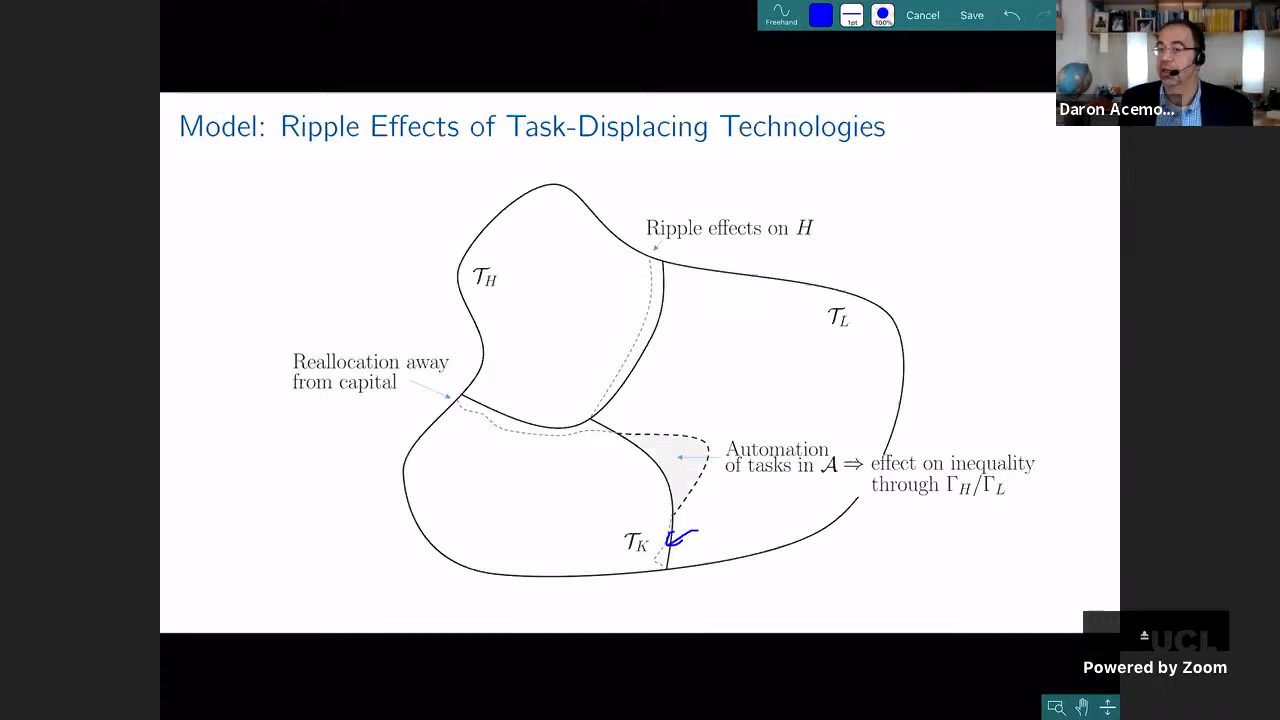 Freehand
1pt
100%
Cancel
Save
Daron Acemo...
Model: Ripple Effects of Task-Displacing Technologies
Ripple effects on H
𝒯_H
𝒯_L
Reallocation away
from capital
Automation
of tasks in 𝒜 ⇒ effect on inequality
through Γ_H/Γ_L
𝒯_K
UCL
Powered by Zoom